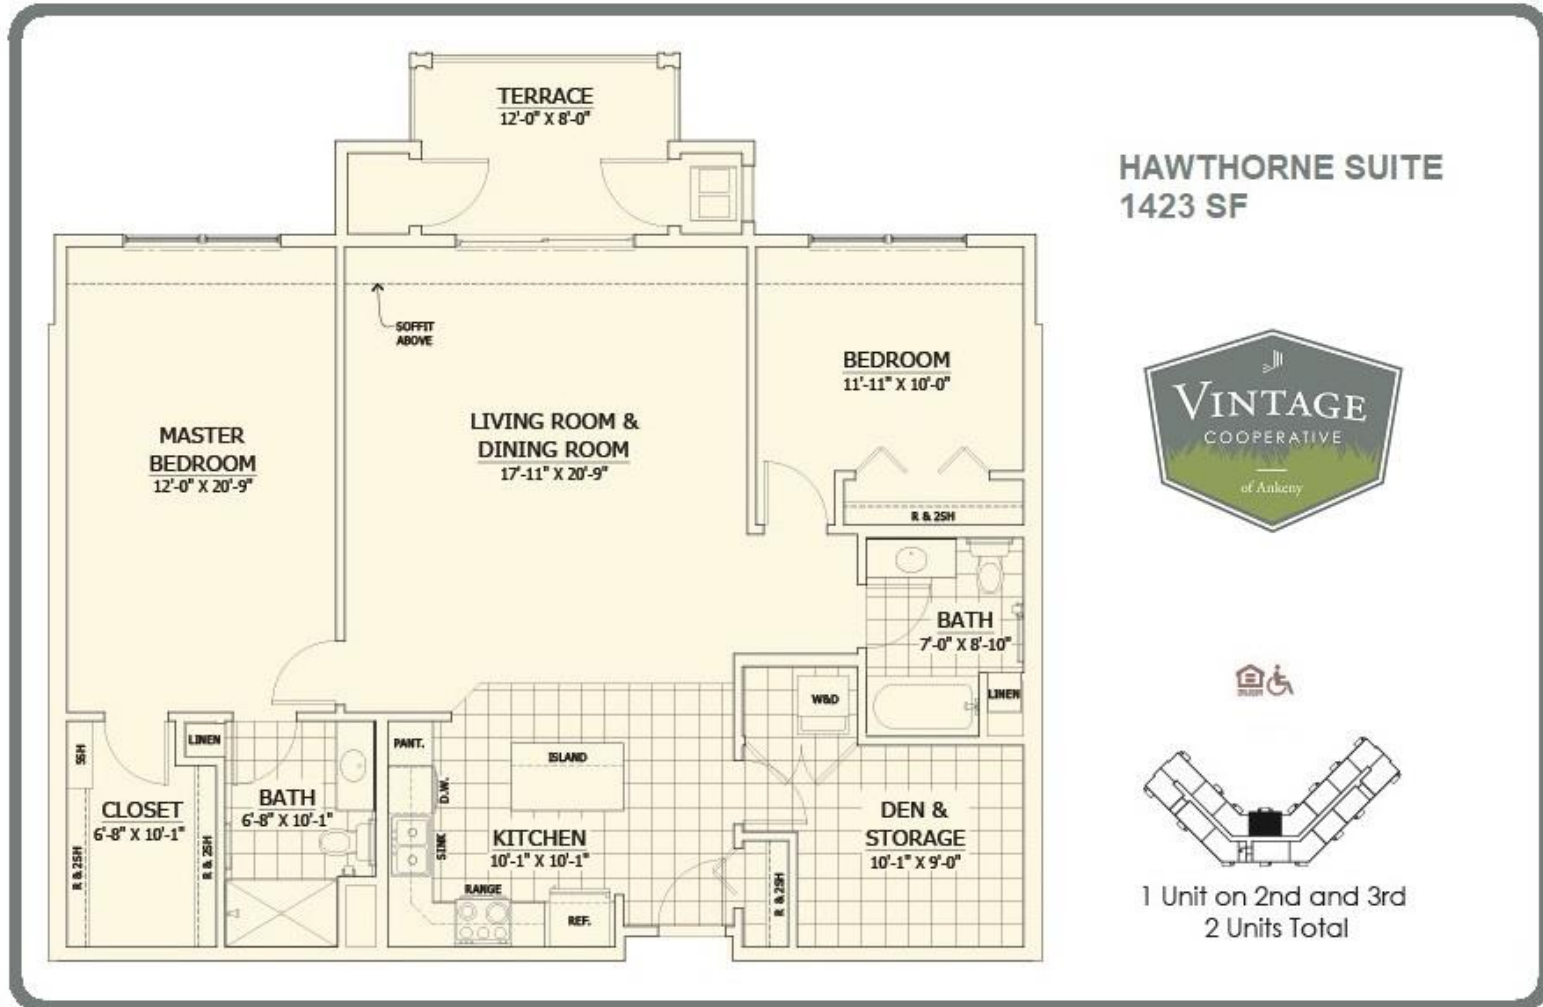 TERRACE
12'-0" X 8'-0"
HAWTHORNE SUITE
1423 SF
SOFFIT
ABOVE
BEDROOM
11'-11" X 10'-0"
LIVING ROOM &
DINING ROOM
17'-11" X 20'-9"
MASTER
BEDROOM
12'-0" X 20'-9"
VINTAGE
COOPERATIVE
of Ankeny
R & 2SH
BATH
7'-0" X 8'-10"
W&D
LINEN
LINEN
5SH
PANT.
ISLAND
D.W.
CLOSET
6'-8" X 10'-1"
BATH
6'-8" X 10'-1"
KITCHEN
10'-1" X 10'-1"
SINK
DEN &
STORAGE
10'-1" X 9'-0"
R & 2SH
R & 2SH
RANGE
REF.
R & 2SH
1 Unit on 2nd and 3rd
2 Units Total